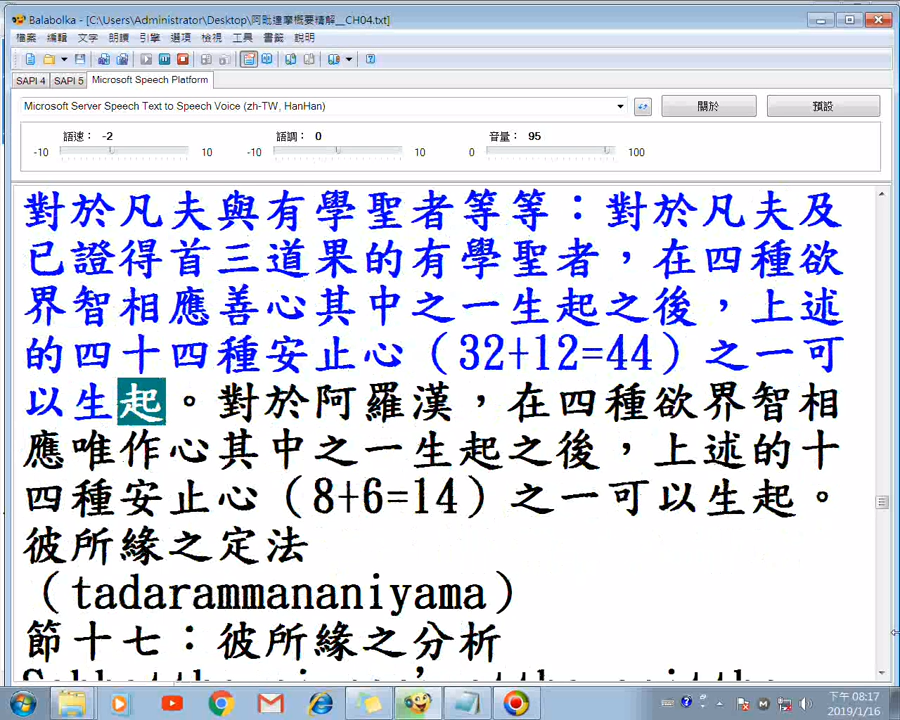 Balabolka - [C:\Users\Administrator\Desktop\阿毗達摩概要精解__CH04.txt]
檔案 編輯 文字 朗讀 引擎 選項 檢視 工具 書籤 說明
SAPI 4 SAPI 5 Microsoft Speech Platform
Microsoft Server Speech Text to Speech Voice (zh-TW, HanHan) 關於 預設
語速： -2 語調： 0 音量： 95
-10 10 -10 10 0 100
對於凡夫與有學聖者等等：對於凡夫及
已證得首三道果的有學聖者，在四種欲
界智相應善心其中之一生起之後，上述
的四十四種安止心（32+12=44）之一可
以生起。對於阿羅漢，在四種欲界智相
應唯作心其中之一生起之後，上述的十
四種安止心（8+6=14）之一可以生起。
彼所緣之定法
（tadarammananiyama）
節十七：彼所緣之分析
下午 08:17
2019/1/16